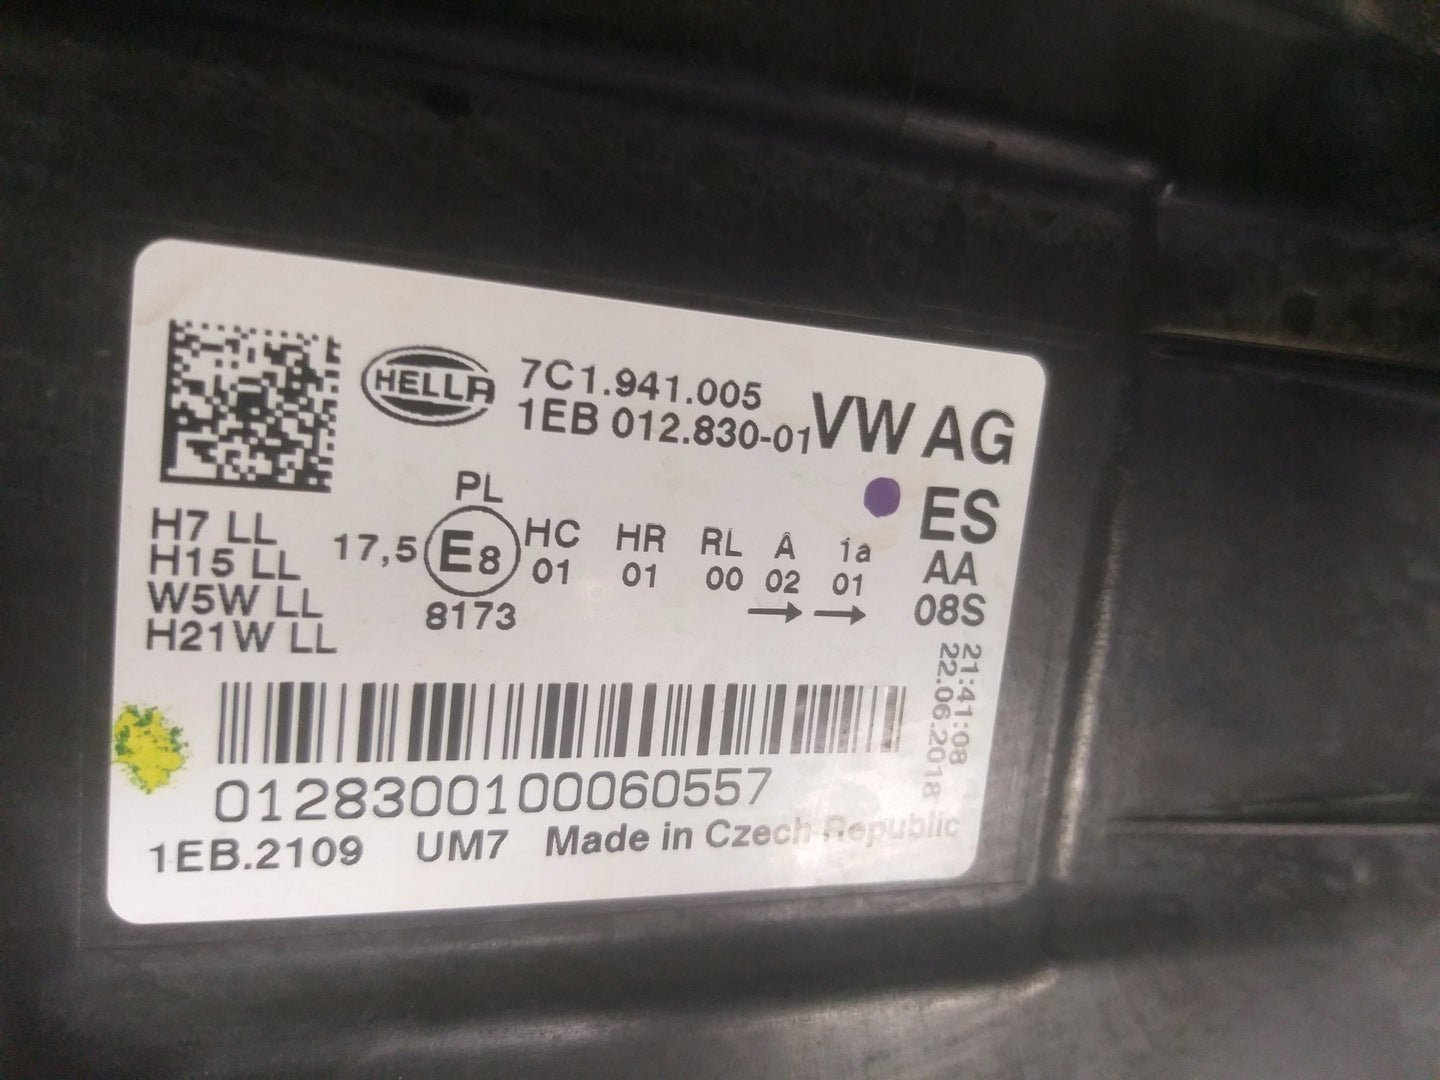 HELLA
7C1.941.005
1EB 012.830-01
VW AG
ES
AA
08S
PL
H7 LL
H15 LL
W5W LL
H21W LL
17,5 E8 HC HR RL A 1a
01 01 00 02 01
8173
21:41:08
22.06.2018
0128300100060557
1EB.2109 UM7 Made in Czech Republic